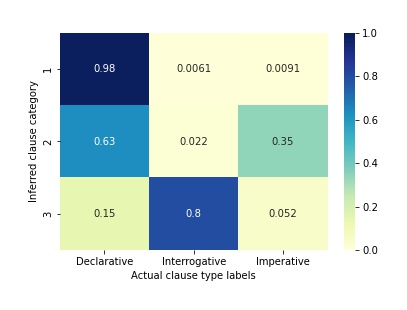 1.0
1 0.98 0.0061 0.0091
0.8
2 0.63 0.022 0.35
0.6
0.4
3 0.15 0.8 0.052
0.2
0.0
Inferred clause category
Declarative Interrogative Imperative
Actual clause type labels